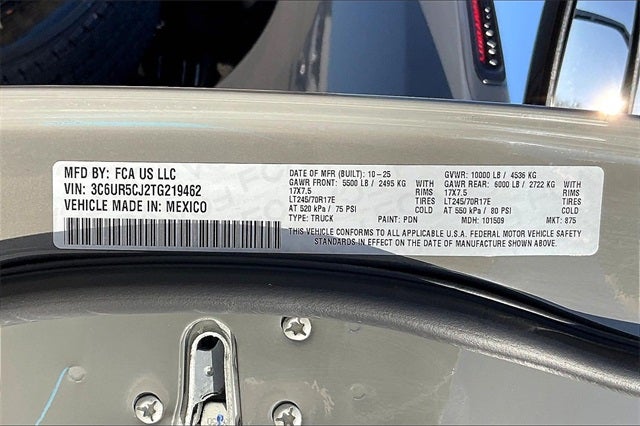 MFD BY: FCA US LLC
VIN: 3C6UR5CJ2TG219462
VEHICLE MADE IN: MEXICO
DATE OF MFR (BUILT): 10-25
GAWR FRONT: 5500 LB / 2495 KG WITH
17X7.5 RIMS
LT245/70R17E TIRES
AT 520 kPa / 75 PSI COLD
TYPE: TRUCK PAINT: PDN
GVWR: 10000 LB / 4536 KG
GAWR REAR: 6000 LB / 2722 KG WITH
17X7.5 RIMS
LT245/70R17E TIRES
AT 550 kPa / 80 PSI COLD
MDH: 101509 MKT: 875
THIS VEHICLE CONFORMS TO ALL APPLICABLE U.S.A. FEDERAL MOTOR VEHICLE SAFETY
STANDARDS IN EFFECT ON THE DATE OF MANUFACTURE SHOWN ABOVE.